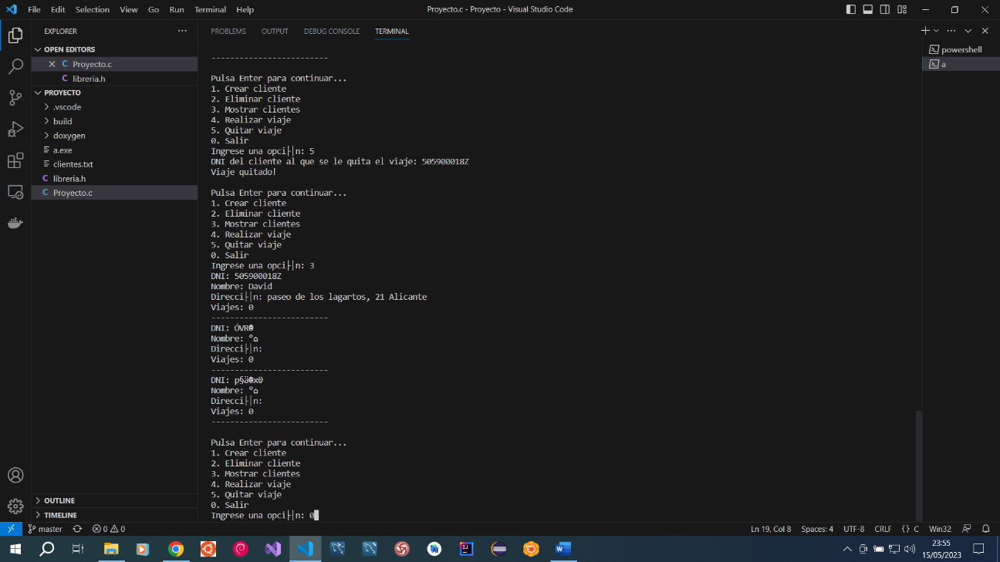 File Edit Selection View Go Run Terminal Help
Proyecto.c - Proyecto - Visual Studio Code
EXPLORER
OPEN EDITORS
C Proyecto.c
C libreria.h
PROYECTO
.vscode
build
doxygen
a.exe
clientes.txt
C libreria.h
C Proyecto.c
OUTLINE
TIMELINE
PROBLEMS OUTPUT DEBUG CONSOLE TERMINAL
powershell
a
-------------------------
Pulsa Enter para continuar...
1. Crear cliente
2. Eliminar cliente
3. Mostrar clientes
4. Realizar viaje
5. Quitar viaje
0. Salir
Ingrese una opci├│n: 5
DNI del cliente al que se le quita el viaje: 505900018Z
Viaje quitado!
Pulsa Enter para continuar...
1. Crear cliente
2. Eliminar cliente
3. Mostrar clientes
4. Realizar viaje
5. Quitar viaje
0. Salir
Ingrese una opci├│n: 3
DNI: 505900018Z
Nombre: David
Direcci├│n: paseo de los lagartos, 21 Alicante
Viajes: 0
-------------------------
DNI:
Nombre:
Direcci├│n:
Viajes: 0
-------------------------
DNI:
Nombre:
Direcci├│n:
Viajes: 0
-------------------------
Pulsa Enter para continuar...
1. Crear cliente
2. Eliminar cliente
3. Mostrar clientes
4. Realizar viaje
5. Quitar viaje
0. Salir
Ingrese una opci├│n: 0
master 0 0
Ln 19, Col 8 Spaces: 4 UTF-8 CRLF {} C Win32
23:55
15/05/2023